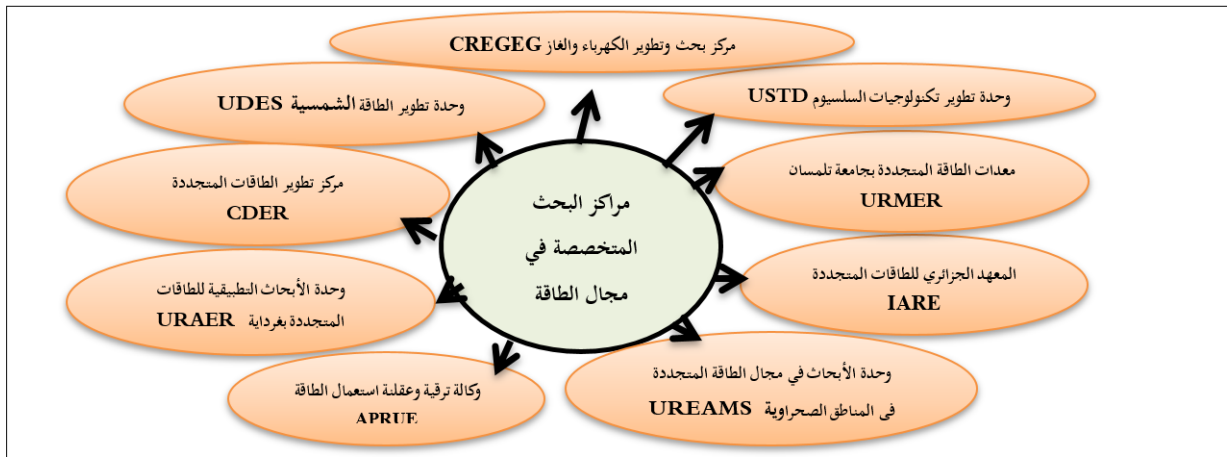 مركز بحث وتطوير الكهرباء والغاز CREGEG
وحدة تطوير تكنولوجيات السلسيوم USTD
وحدة تطوير الطاقة الشمسية UDES
معدات الطاقة المتجددة بجامعة تلمسان
URMER
مركز تطوير الطاقات المتجددة
CDER
مراكز البحث
المتخصصة في
مجال الطاقة
المعهد الجزائري للطاقات المتجددة
IARE
وحدة الأبحاث التطبيقية للطاقات
المتجددة بغرداية URAER
وحدة الأبحاث في مجال الطاقة المتجددة
في المناطق الصحراوية UREAMS
وكالة ترقية وعقلنة استعمال الطاقة
APRUE